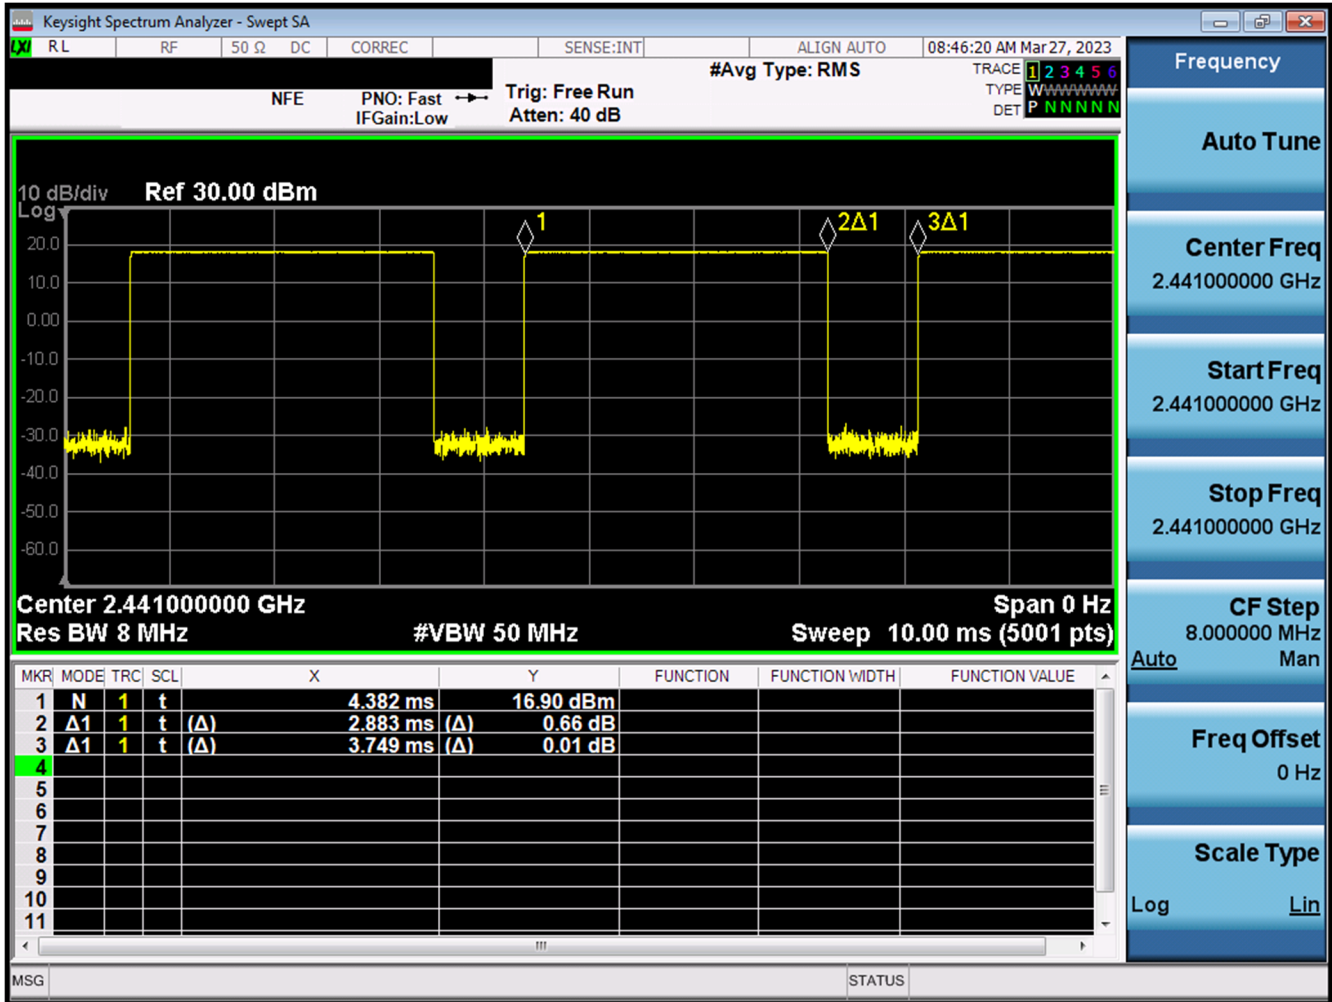 Keysight Spectrum Analyzer - Swept SA
LXI RL RF 50 Ω DC CORREC SENSE:INT ALIGN AUTO 08:46:20 AM Mar 27, 2023
NFE PNO: Fast IFGain:Low
Trig: Free Run
Atten: 40 dB
#Avg Type: RMS
TRACE 1 2 3 4 5 6
TYPE WWWWWW
DET P N N N N N
10 dB/div Ref 30.00 dBm
Log
1 2Δ1 3Δ1
20.0
10.0
0.00
-10.0
-20.0
-30.0
-40.0
-50.0
-60.0
Center 2.441000000 GHz Span 0 Hz
Res BW 8 MHz #VBW 50 MHz Sweep 10.00 ms (5001 pts)
MKR MODE TRC SCL X Y FUNCTION FUNCTION WIDTH FUNCTION VALUE
1 N 1 t 4.382 ms 16.90 dBm
2 Δ1 1 t (Δ) 2.883 ms (Δ) 0.66 dB
3 Δ1 1 t (Δ) 3.749 ms (Δ) 0.01 dB
4
5
6
7
8
9
10
11
MSG STATUS
Frequency
Auto Tune
Center Freq
2.441000000 GHz
Start Freq
2.441000000 GHz
Stop Freq
2.441000000 GHz
CF Step
8.000000 MHz
Auto Man
Freq Offset
0 Hz
Scale Type
Log Lin